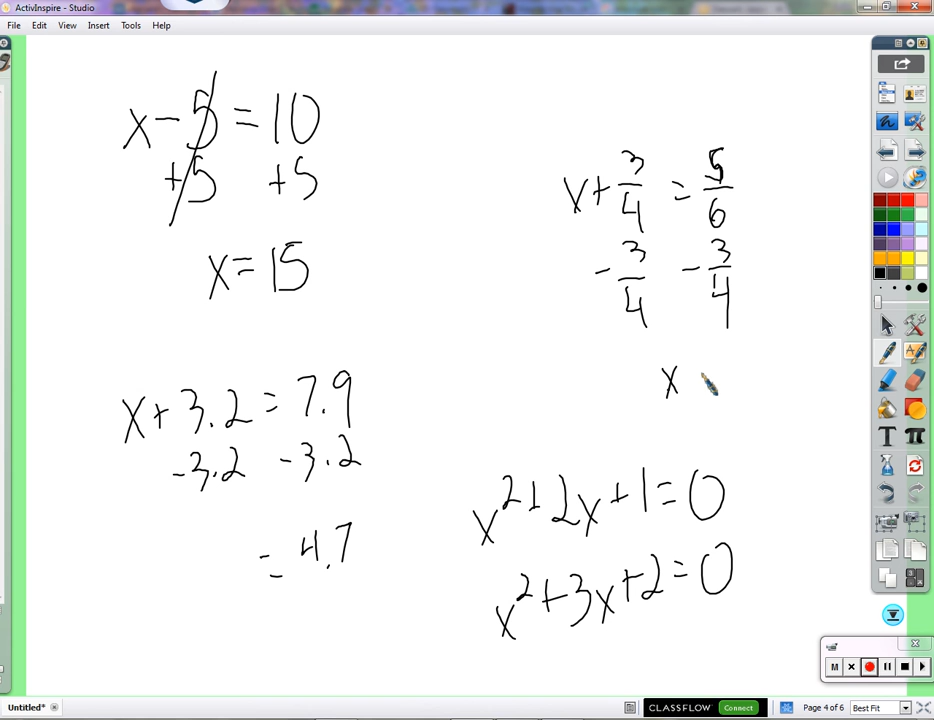 ActivInspire - Studio
File Edit View Insert Tools Help
x - 5 = 10
+5 +5
x = 15
x + 3.2 = 7.9
-3.2 -3.2
= 4.7
x + 3/4 = 5/6
- 3/4 - 3/4
x
x² + 2x + 1 = 0
x² + 3x + 2 = 0
T π
M
Untitled*
CLASSFLOW Connect
Page 4 of 6
Best Fit